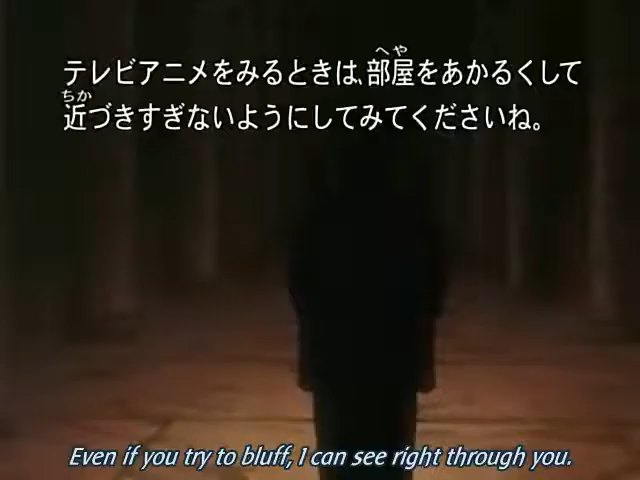 テレビアニメをみるときは、部屋をあかるくして
近づきすぎないようにしてみてくださいね。
Even if you try to bluff, I can see right through you.